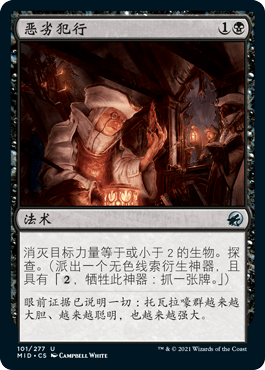 恶劣犯行 1
法术
消灭目标力量等于或小于 2 的生物。探
查。（派出一个无色线索衍生神器，且
具有「2，牺牲此神器：抓一张牌。」）
眼前证据已说明一切：托瓦拉嚎群越来越
大胆、越来越聪明，也越来越强大。
101/277 U
MID • CS CAMPBELL WHITE
™ & © 2021 Wizards of the Coast